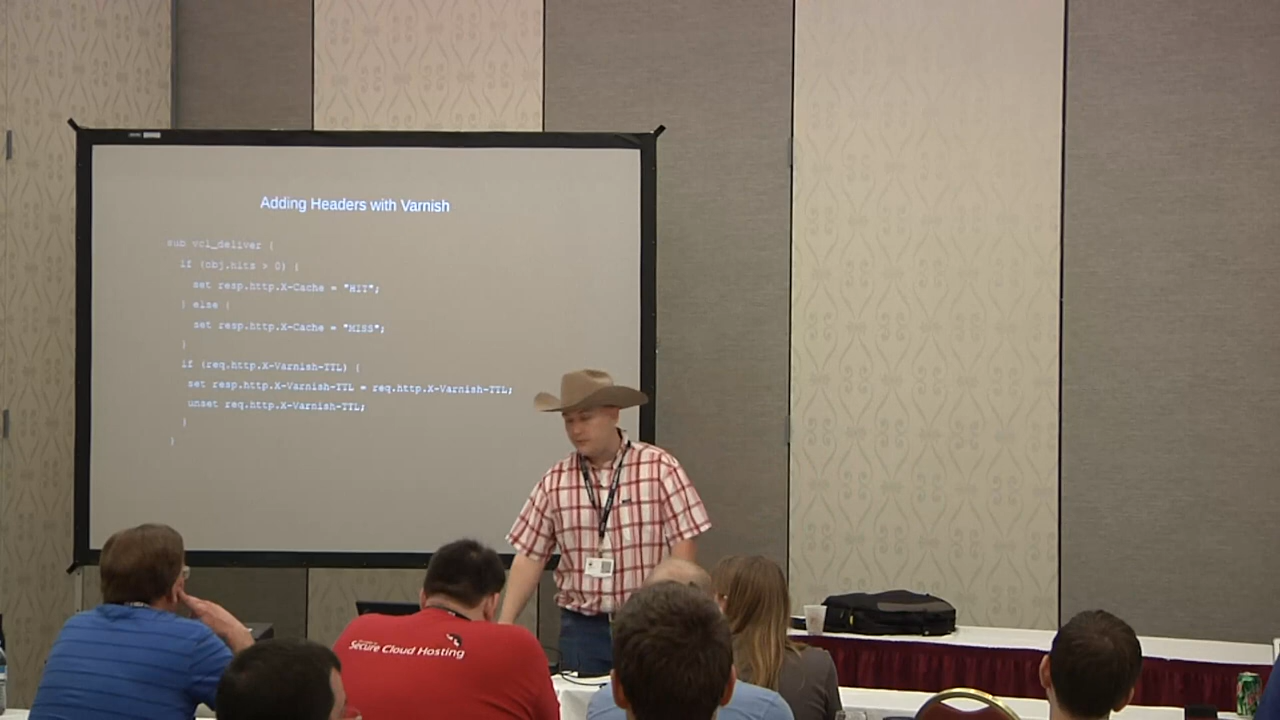 Adding Headers with Varnish
sub vcl_deliver {
if (obj.hits > 0) {
set resp.http.X-Cache = "HIT";
} else {
set resp.http.X-Cache = "MISS";
}
if (req.http.X-Varnish-TTL) {
set resp.http.X-Varnish-TTL = req.http.X-Varnish-TTL;
unset req.http.X-Varnish-TTL;
}
}
Secure Cloud Hosting